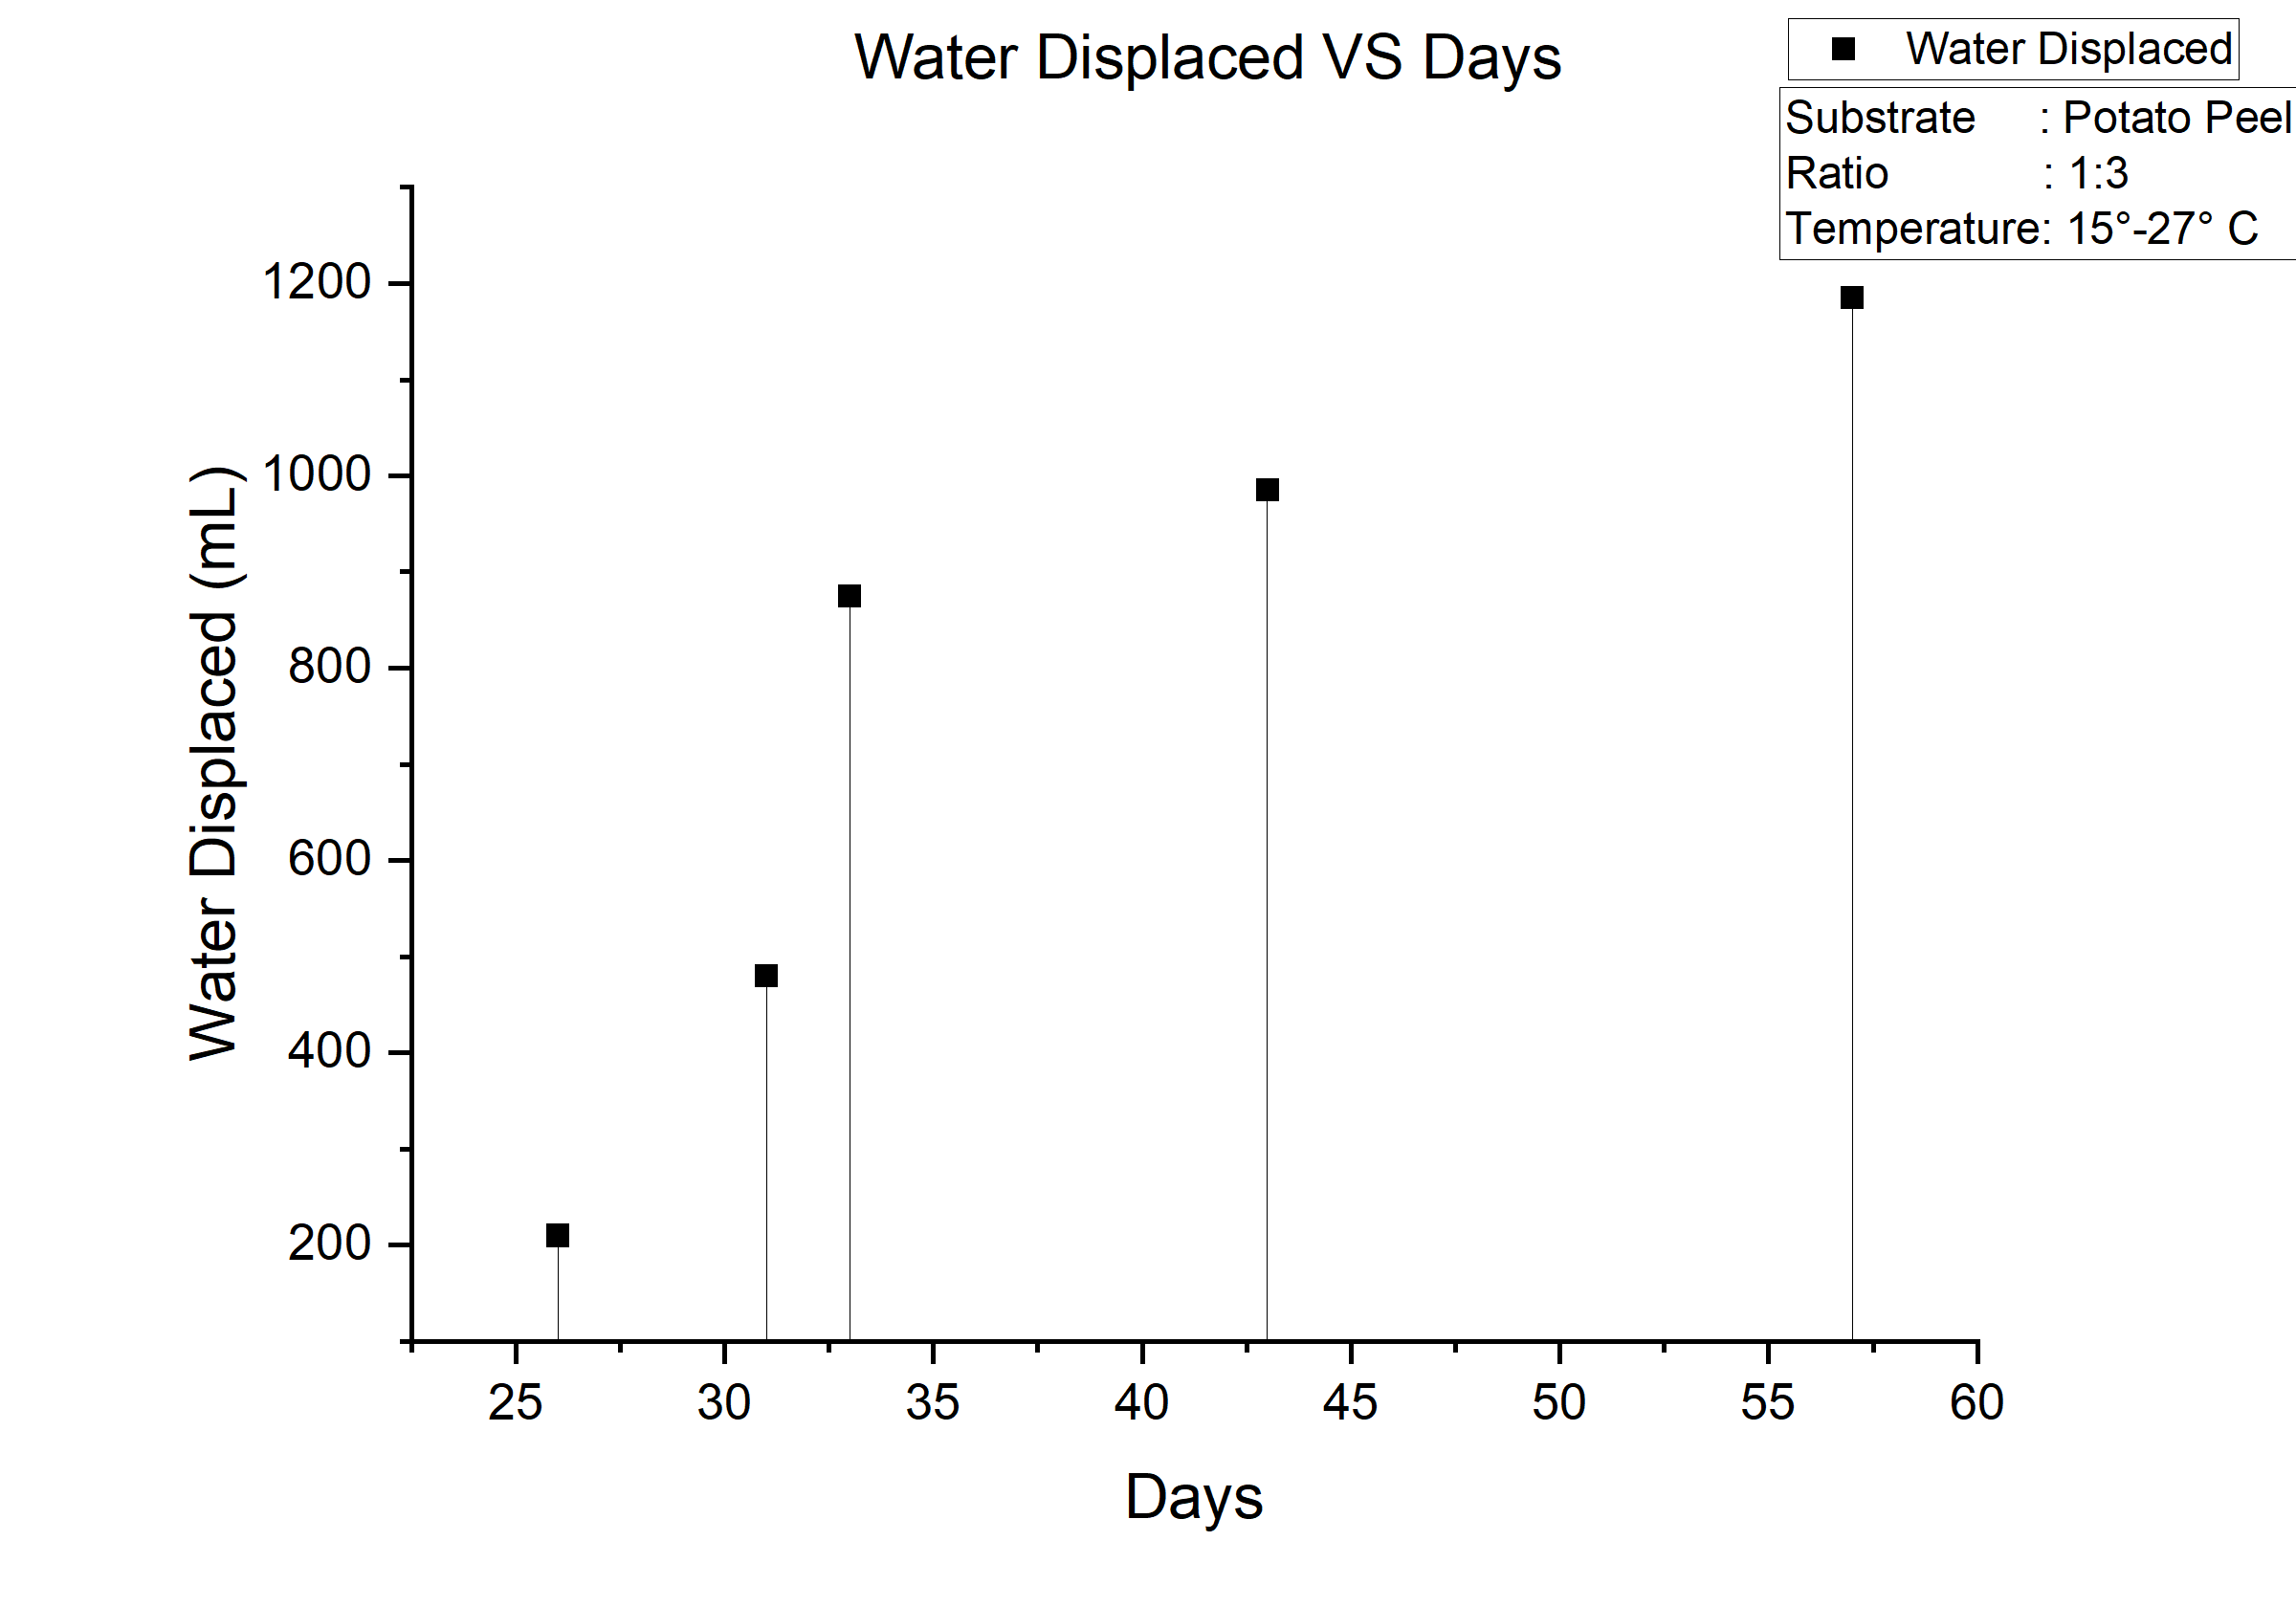 Water Displaced VS Days
Water Displaced
Substrate : Potato Peel
Ratio : 1:3
Temperature: 15°-27° C
Water Displaced (mL)
1200
1000
800
600
400
200
25 30 35 40 45 50 55 60
Days